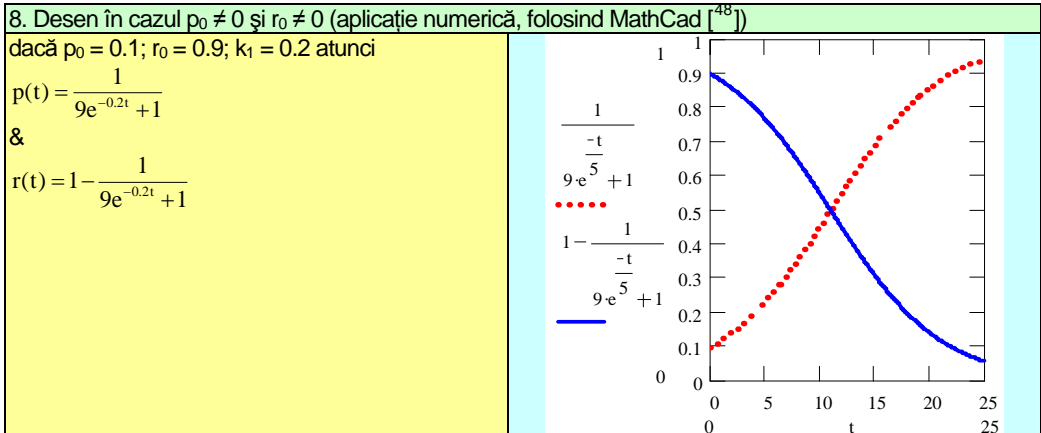 8. Desen în cazul p₀ ≠ 0 şi r₀ ≠ 0 (aplicaţie numerică, folosind MathCad [⁴⁸])
dacă p₀ = 0.1; r₀ = 0.9; k₁ = 0.2 atunci
p(t) = 1 / (9e^(−0.2t) + 1)
&
r(t) = 1 − 1 / (9e^(−0.2t) + 1)
1
1 / (9·e^(−t/5) + 1)
1 − 1 / (9·e^(−t/5) + 1)
0
1
0.9
0.8
0.7
0.6
0.5
0.4
0.3
0.2
0.1
0
0 5 10 15 20 25
0 t 25